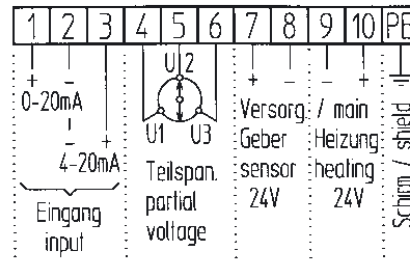 1 2 3 4 5 6 7 8 9 10 PE
+ – U2 + – – +
0-20mA
–
4-20mA +
U1 U3
Versorg. / main
Geber Heizung
sensor heating
24V 24V
Teilspan.
partial
voltage
Eingang
input
Schirm / shield